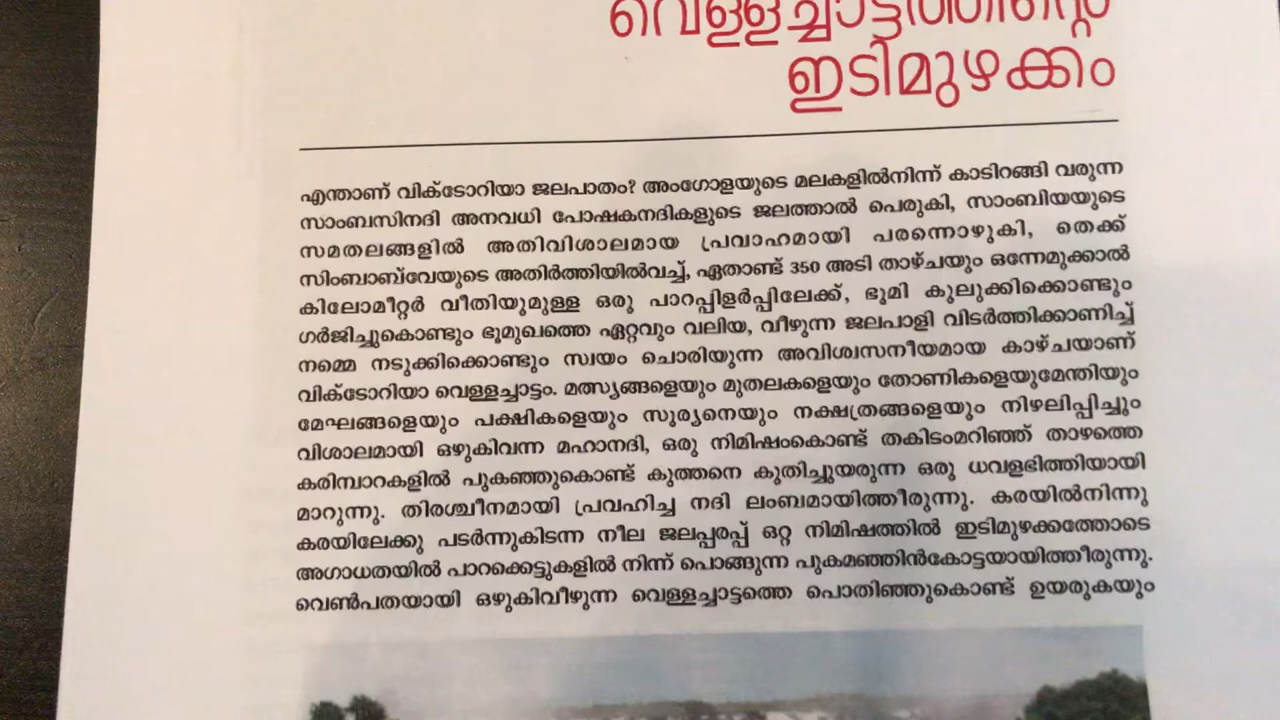 വെള്ളച്ചാട്ടത്തിന്റെ
ഇടിമുഴക്കം
എന്താണ് വിക്ടോറിയാ ജലപാതം? അംഗോളയുടെ മലകളിൽനിന്ന് കാടിറങ്ങി വരുന്ന
സാംബസിനദി അനവധി പോഷകനദികളുടെ ജലത്താൽ പെരുകി, സാംബിയയുടെ
സമതലങ്ങളിൽ അതിവിശാലമായ പ്രവാഹമായി പരന്നൊഴുകി, തെക്ക്
സിംബാബ്‌വേയുടെ അതിർത്തിയിൽവച്ച്, ഏതാണ്ട് 350 അടി താഴ്ചയും ഒന്നേമുക്കാൽ
കിലോമീറ്റർ വീതിയുമുള്ള ഒരു പാറപ്പിളർപ്പിലേക്ക്, ഭൂമി കുലുക്കിക്കൊണ്ടും
ഗർജിച്ചുകൊണ്ടും ഭൂമുഖത്തെ ഏറ്റവും വലിയ, വീഴുന്ന ജലപാളി വിടർത്തിക്കാണിച്ച്
നമ്മെ നടുക്കിക്കൊണ്ടും സ്വയം ചൊരിയുന്ന അവിശ്വസനീയമായ കാഴ്ചയാണ്
വിക്ടോറിയാ വെള്ളച്ചാട്ടം. മത്സ്യങ്ങളെയും മുതലകളെയും തോണികളെയുമേന്തിയും
മേഘങ്ങളെയും പക്ഷികളെയും സൂര്യനെയും നക്ഷത്രങ്ങളെയും നിഴലിപ്പിച്ചും
വിശാലമായി ഒഴുകിവന്ന മഹാനദി, ഒരു നിമിഷംകൊണ്ട് തകിടംമറിഞ്ഞ് താഴത്തെ
കരിമ്പാറകളിൽ പുകഞ്ഞുകൊണ്ട് കുത്തനെ കുതിച്ചുയരുന്ന ഒരു ധവളഭിത്തിയായി
മാറുന്നു. തിരശ്ചീനമായി പ്രവഹിച്ച നദി ലംബമായിത്തീരുന്നു. കരയിൽനിന്നു
കരയിലേക്കു പടർന്നുകിടന്ന നീല ജലപ്പരപ്പ് ഒറ്റ നിമിഷത്തിൽ ഇടിമുഴക്കത്തോടെ
അഗാധതയിൽ പാറക്കെട്ടുകളിൽ നിന്ന് പൊങ്ങുന്ന പുകമഞ്ഞിൻകോട്ടയായിത്തീരുന്നു.
വെൺപതയായി ഒഴുകിവീഴുന്ന വെള്ളച്ചാട്ടത്തെ പൊതിഞ്ഞുകൊണ്ട് ഉയരുകയും